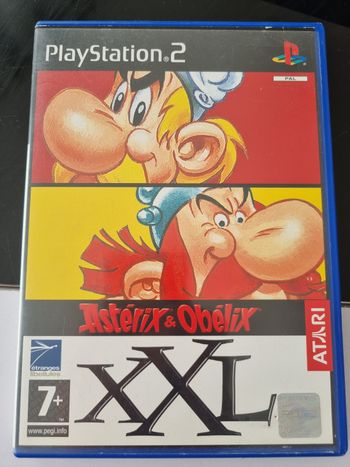 PlayStation®2
PAL
Astérix & Obélix
XXL
ATARI
étranges
libellules
7+
www.pegi.info